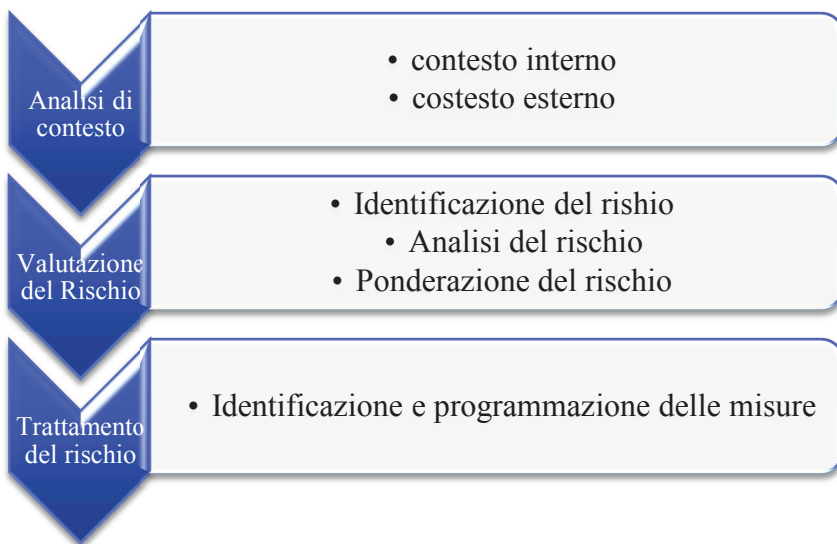 Analisi di
contesto
• contesto interno
• costesto esterno
Valutazione
del Rischio
• Identificazione del rishio
• Analisi del rischio
• Ponderazione del rischio
Trattamento
del rischio
• Identificazione e programmazione delle misure